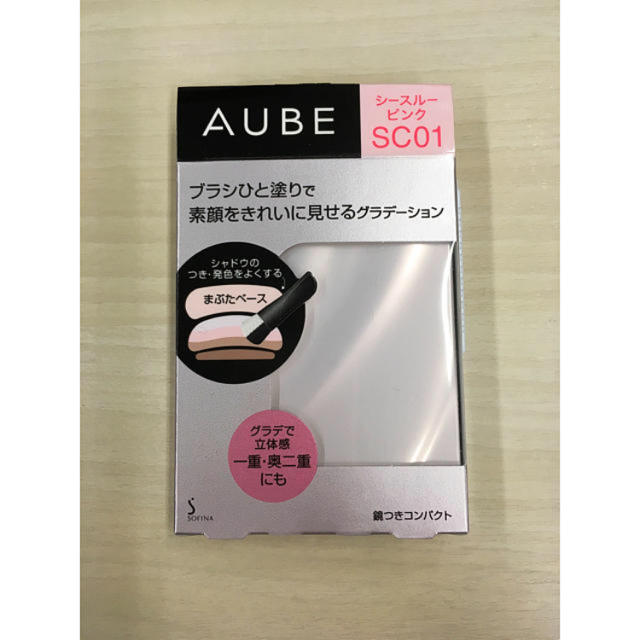 AUBE
シースルー
ピンク
SC01
ブラシひと塗りで
素顔をきれいに見せるグラデーション
シャドウの
つき・発色をよくする
まぶたベース
グラデで
立体感
一重・奥二重
にも
SOFINA
鏡つきコンパクト